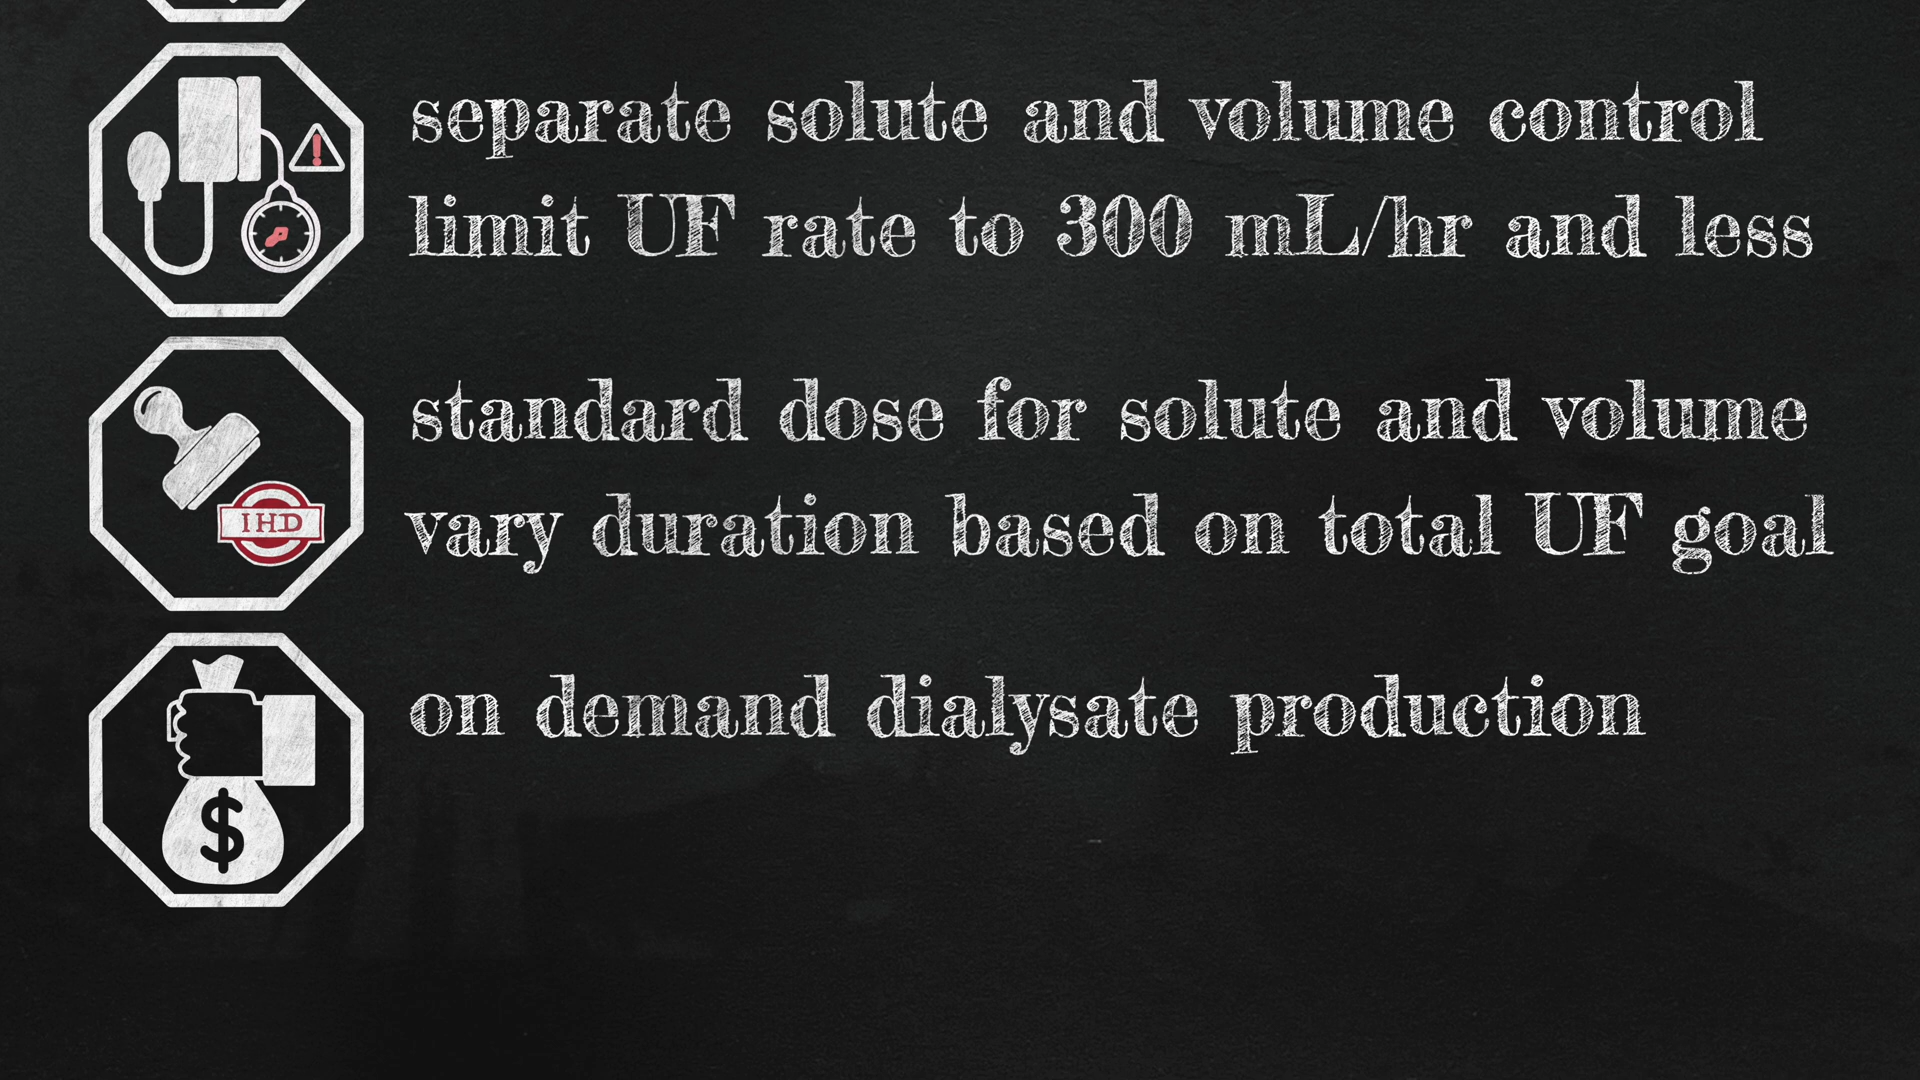 separate solute and volume control
limit UF rate to 300 mL/hr and less
standard dose for solute and volume
IHD
vary duration based on total UF goal
on demand dialysate production
$